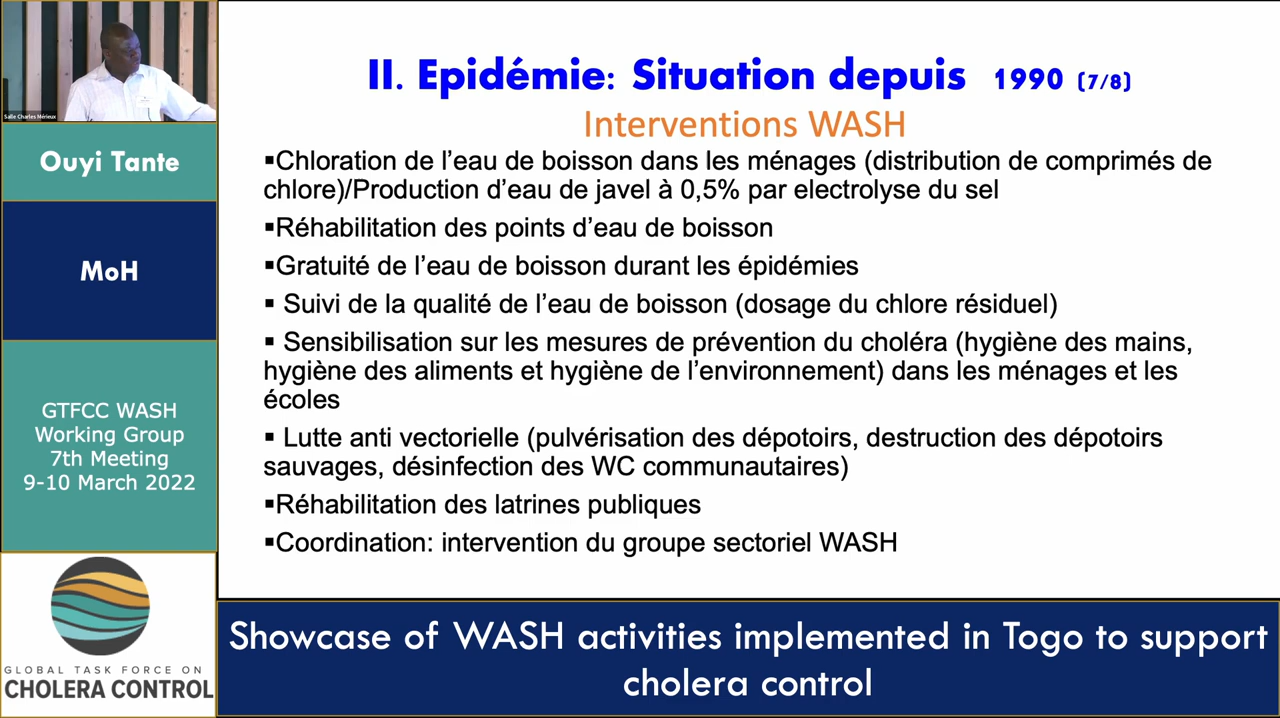 Salle Charles Mérieux
Ouyi Tante
MoH
GTFCC WASH
Working Group
7th Meeting
9-10 March 2022
GLOBAL TASK FORCE ON
CHOLERA CONTROL
II. Epidémie: Situation depuis 1990 (7/8)
Interventions WASH
▪Chloration de l’eau de boisson dans les ménages (distribution de comprimés de
chlore)/Production d’eau de javel à 0,5% par electrolyse du sel
▪Réhabilitation des points d’eau de boisson
▪Gratuité de l’eau de boisson durant les épidémies
▪ Suivi de la qualité de l’eau de boisson (dosage du chlore résiduel)
▪ Sensibilisation sur les mesures de prévention du choléra (hygiène des mains,
hygiène des aliments et hygiène de l’environnement) dans les ménages et les
écoles
▪ Lutte anti vectorielle (pulvérisation des dépotoirs, destruction des dépotoirs
sauvages, désinfection des WC communautaires)
▪Réhabilitation des latrines publiques
▪Coordination: intervention du groupe sectoriel WASH
Showcase of WASH activities implemented in Togo to support
cholera control